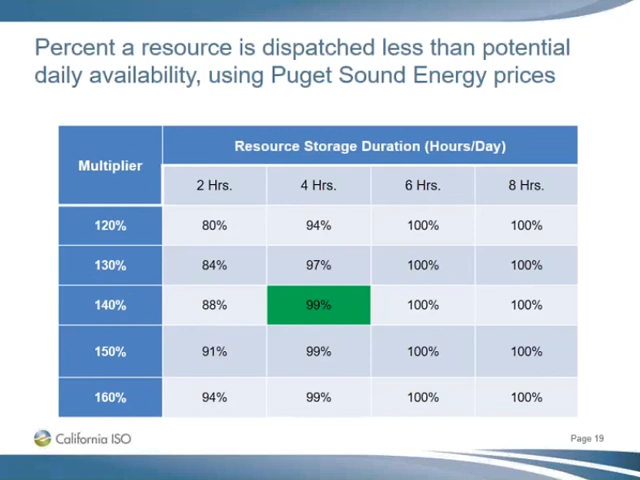 Percent a resource is dispatched less than potential
daily availability, using Puget Sound Energy prices
Multiplier
Resource Storage Duration (Hours/Day)
2 Hrs. 4 Hrs. 6 Hrs. 8 Hrs.
120% 80% 94% 100% 100%
130% 84% 97% 100% 100%
140% 88% 99% 100% 100%
150% 91% 99% 100% 100%
160% 94% 99% 100% 100%
California ISO
Page 19